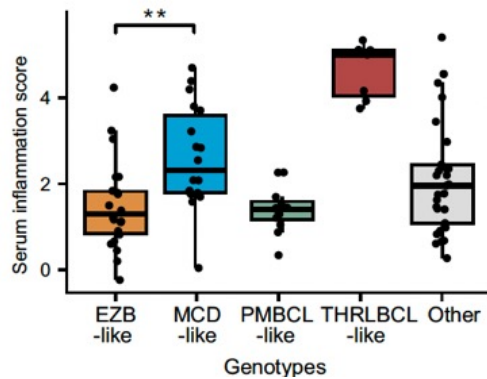 **
Serum inflammation score
4
2
0
EZB MCD PMBCL THRLBCL Other
-like -like -like -like
Genotypes